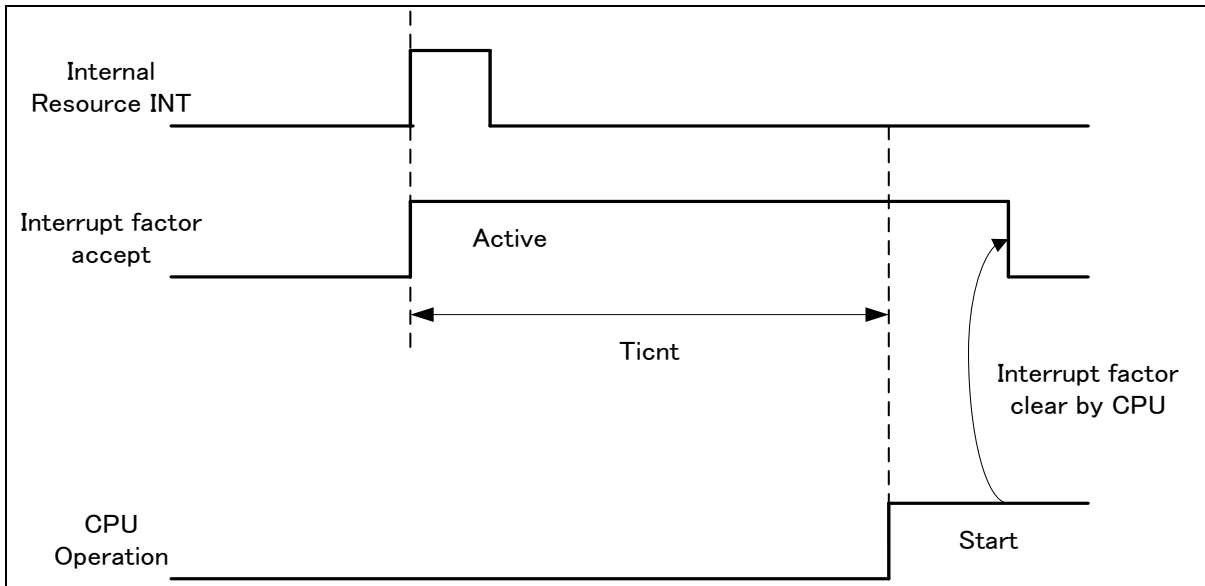 Internal
Resource INT
Interrupt factor
accept
Active
Ticnt
Interrupt factor
clear by CPU
CPU
Operation
Start